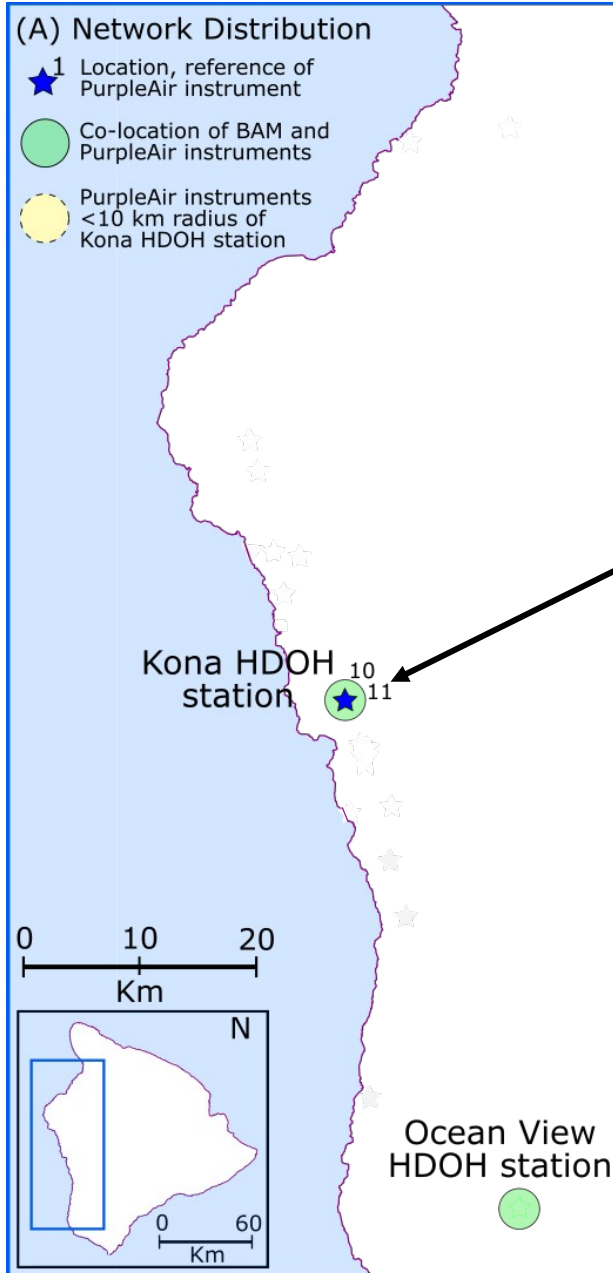 (A) Network Distribution
1
Location, reference of
PurpleAir instrument
Co-location of BAM and
PurpleAir instruments
PurpleAir instruments
<10 km radius of
Kona HDOH station
Kona HDOH
station
10
11
0 10 20
Km
N
0 60
Km
Ocean View
HDOH station